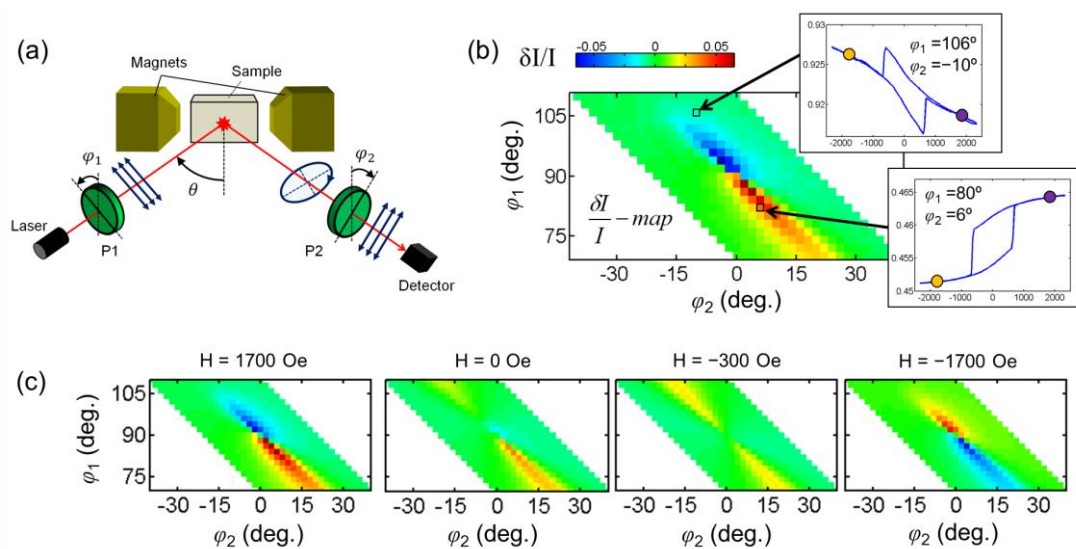 (a)
Magnets
Sample
φ1
φ2
θ
Laser
P1
P2
Detector
(b)
δI/I
-0.05 0 0.05
φ1 (deg.)
105
90
75
δI/I −map
-30 -15 0 15 30
φ2 (deg.)
0.93
0.925
0.92
φ1 =106º
φ2 =−10º
-2000 -1000 0 1000 2000
0.465
0.46
0.455
0.45
φ1 =80º
φ2 =6º
-2000 -1000 0 1000 2000
(c)
H = 1700 Oe
H = 0 Oe
H = −300 Oe
H = −1700 Oe
φ1 (deg.)
105
90
75
-30 -15 0 15 30
-30 -15 0 15 30
-30 -15 0 15 30
-30 -15 0 15 30
φ2 (deg.)
φ2 (deg.)
φ2 (deg.)
φ2 (deg.)